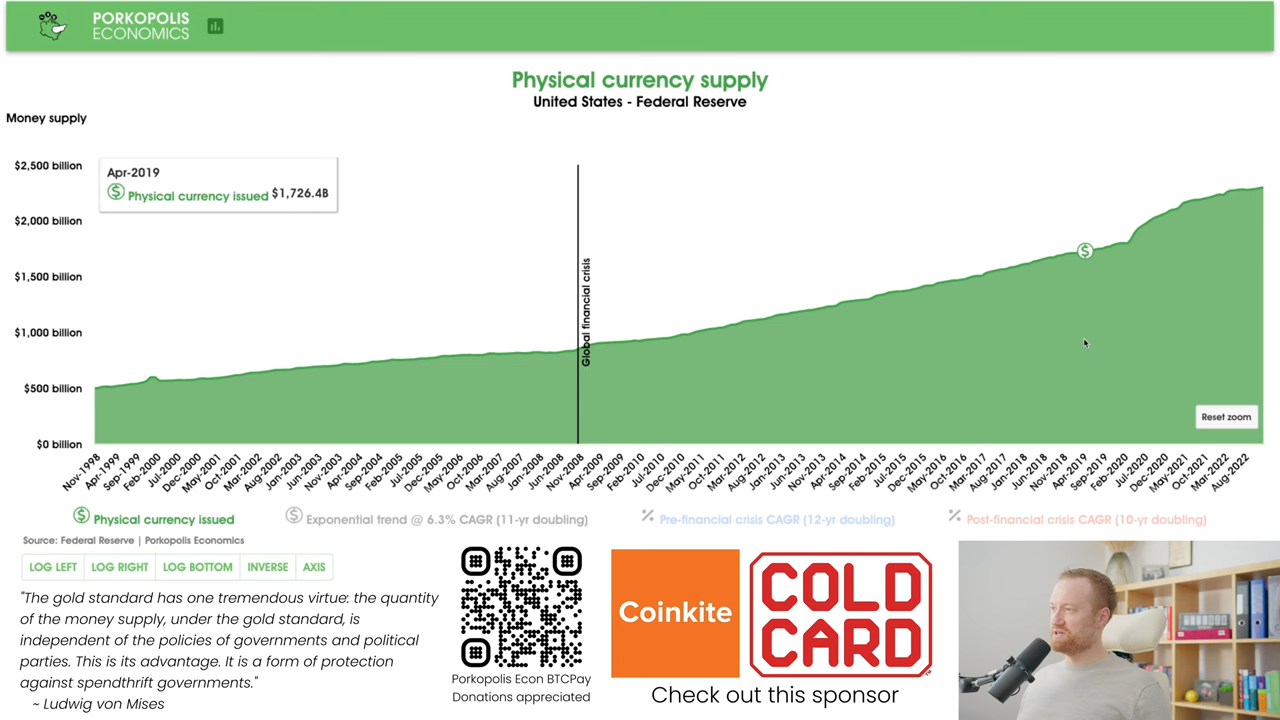 PORKOPOLIS
ECONOMICS
Physical currency supply
United States - Federal Reserve
Money supply
$2,500 billion
$2,000 billion
$1,500 billion
$1,000 billion
$500 billion
$0 billion
Apr-2019
Physical currency issued $1,726.4B
Global financial crisis
Reset zoom
Nov-1998
Apr-1999
Sep-1999
Feb-2000
Jul-2000
Dec-2000
May-2001
Oct-2001
Mar-2002
Aug-2002
Jan-2003
Jun-2003
Nov-2003
Apr-2004
Sep-2004
Feb-2005
Jul-2005
Dec-2005
May-2006
Oct-2006
Mar-2007
Aug-2007
Jan-2008
Jun-2008
Nov-2008
Apr-2009
Sep-2009
Feb-2010
Jul-2010
Dec-2010
May-2011
Oct-2011
Mar-2012
Aug-2012
Jan-2013
Jun-2013
Nov-2013
Apr-2014
Sep-2014
Feb-2015
Jul-2015
Dec-2015
May-2016
Oct-2016
Mar-2017
Aug-2017
Jan-2018
Jun-2018
Nov-2018
Apr-2019
Sep-2019
Feb-2020
Jul-2020
Dec-2020
May-2021
Oct-2021
Mar-2022
Aug-2022
Physical currency issued
Exponential trend @ 6.3% CAGR (11-yr doubling)
Pre-financial crisis CAGR (12-yr doubling)
Post-financial crisis CAGR (10-yr doubling)
Source: Federal Reserve | Porkopolis Economics
LOG LEFT
LOG RIGHT
LOG BOTTOM
INVERSE
AXIS
"The gold standard has one tremendous virtue: the quantity
of the money supply, under the gold standard, is
independent of the policies of governments and political
parties. This is its advantage. It is a form of protection
against spendthrift governments."
~ Ludwig von Mises
Porkopolis Econ BTCPay
Donations appreciated
Coinkite
COLD
CARD
Check out this sponsor